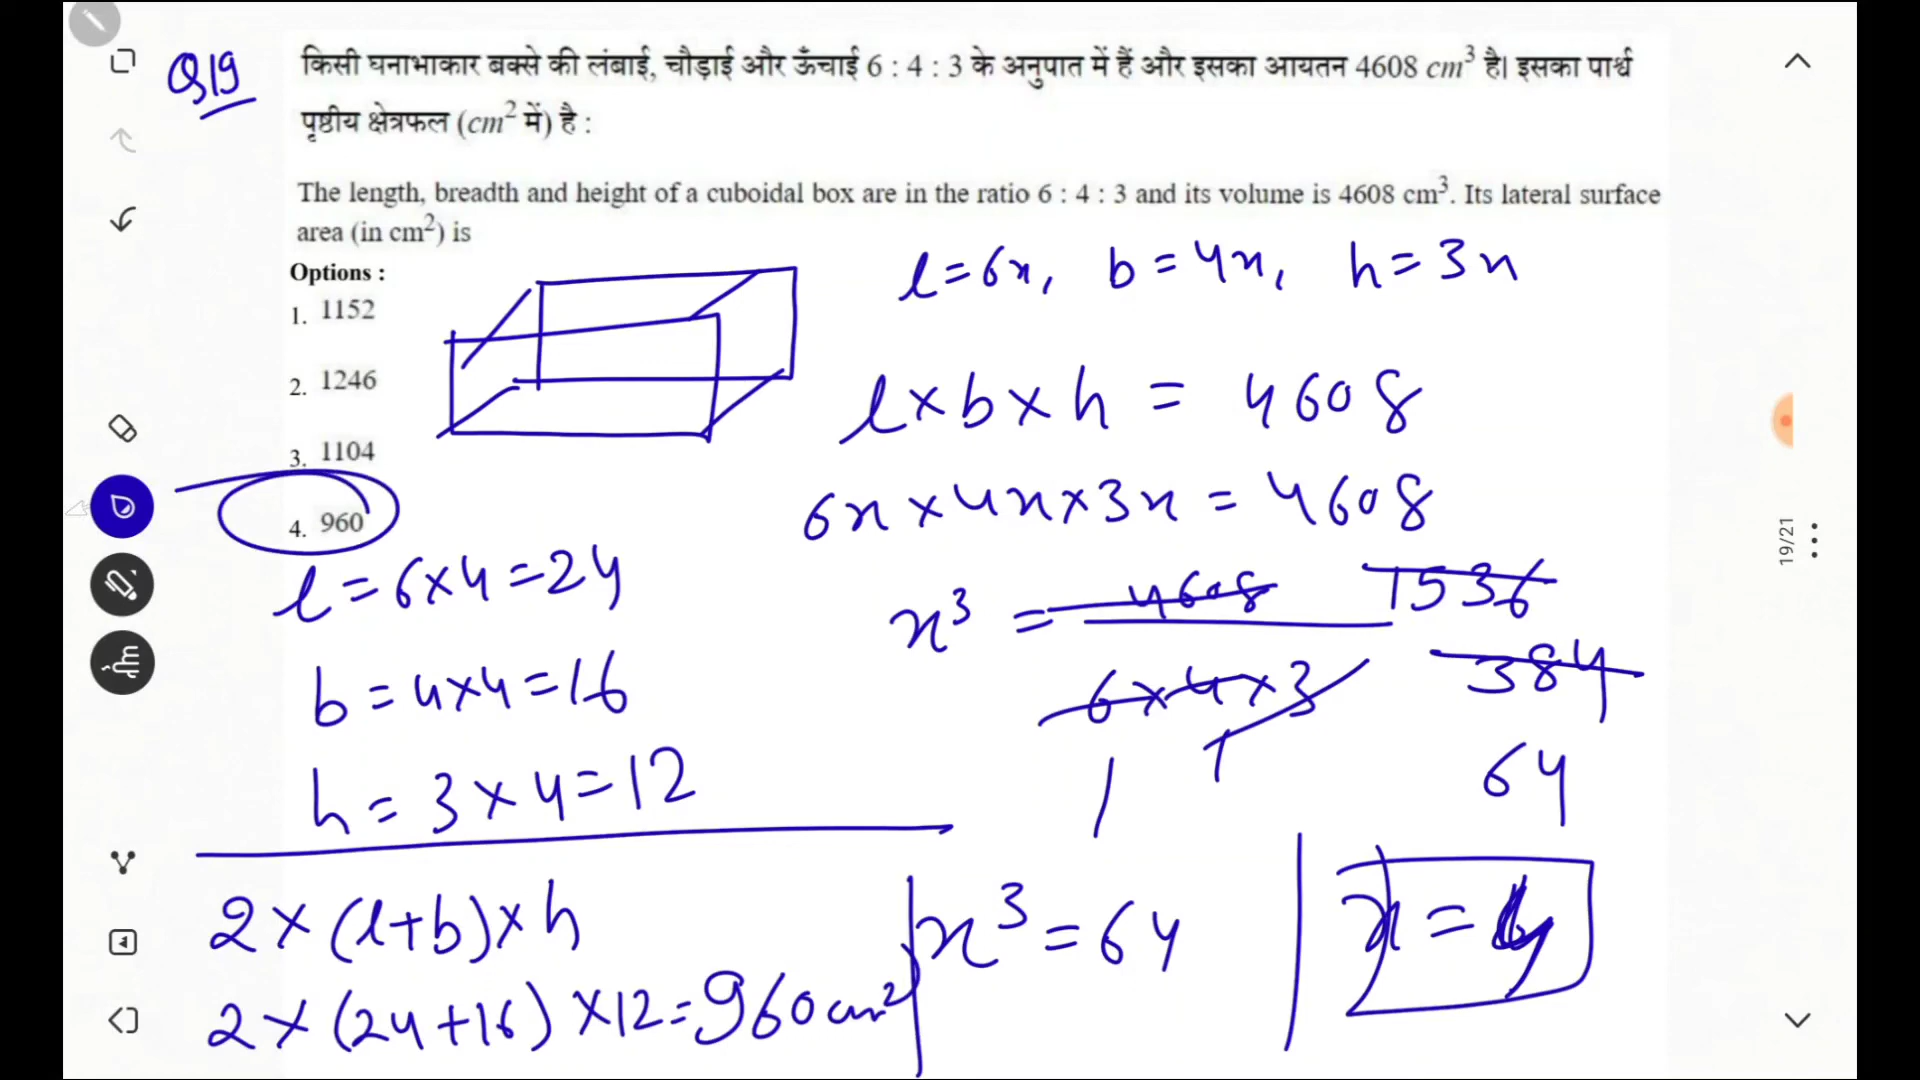 Q19
किसी घनाभाकार बक्से की लंबाई, चौड़ाई और ऊँचाई 6 : 4 : 3 के अनुपात में हैं और इसका आयतन 4608 cm³ है। इसका पार्श्व
पृष्ठीय क्षेत्रफल (cm² में) है :
The length, breadth and height of a cuboidal box are in the ratio 6 : 4 : 3 and its volume is 4608 cm³. Its lateral surface
area (in cm²) is
Options :
1. 1152
2. 1246
3. 1104
4. 960
l = 6x, b = 4x, h = 3x
l × b × h = 4608
6x × 4x × 3x = 4608
x³ = 4608 1536
6×4×3 384
1 1 64
l = 6×4 = 24
b = 4×4 = 16
h = 3×4 = 12
2×(l+b)×h
2×(24+16)×12=960cm²
x³ = 64
x = 4
19/21